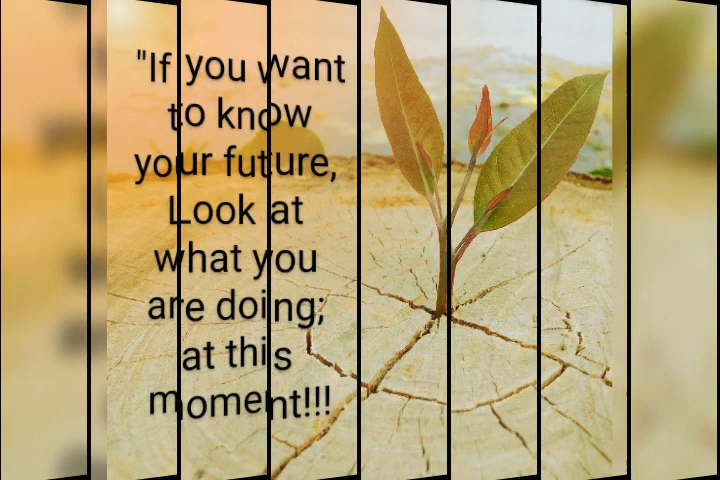 "If you want
to know
your future,
Look at
what you
are doing;
at this
moment!!!